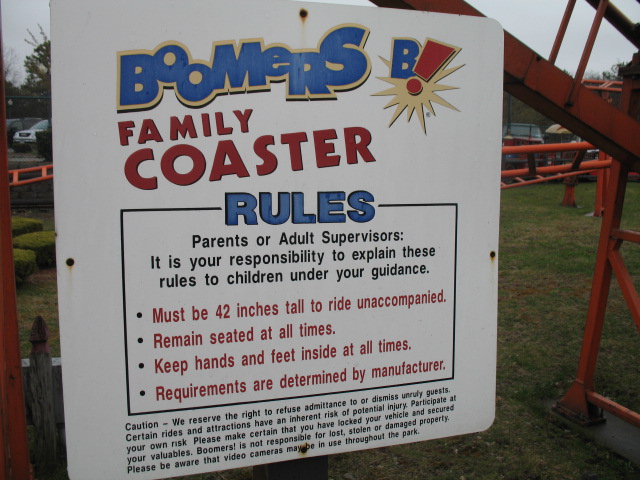 BOOMERS B!
FAMILY
COASTER
RULES
Parents or Adult Supervisors:
It is your responsibility to explain these
rules to children under your guidance.
• Must be 42 inches tall to ride unaccompanied.
• Remain seated at all times.
• Keep hands and feet inside at all times.
• Requirements are determined by manufacturer.
Caution – We reserve the right to refuse admittance to or dismiss unruly guests.
Certain rides and attractions have an inherent risk of potential injury. Participate at
your own risk. Please make certain that you have locked your vehicle and secured
your valuables. Boomers! is not responsible for lost, stolen or damaged property.
Please be aware that video cameras may be in use throughout the park.